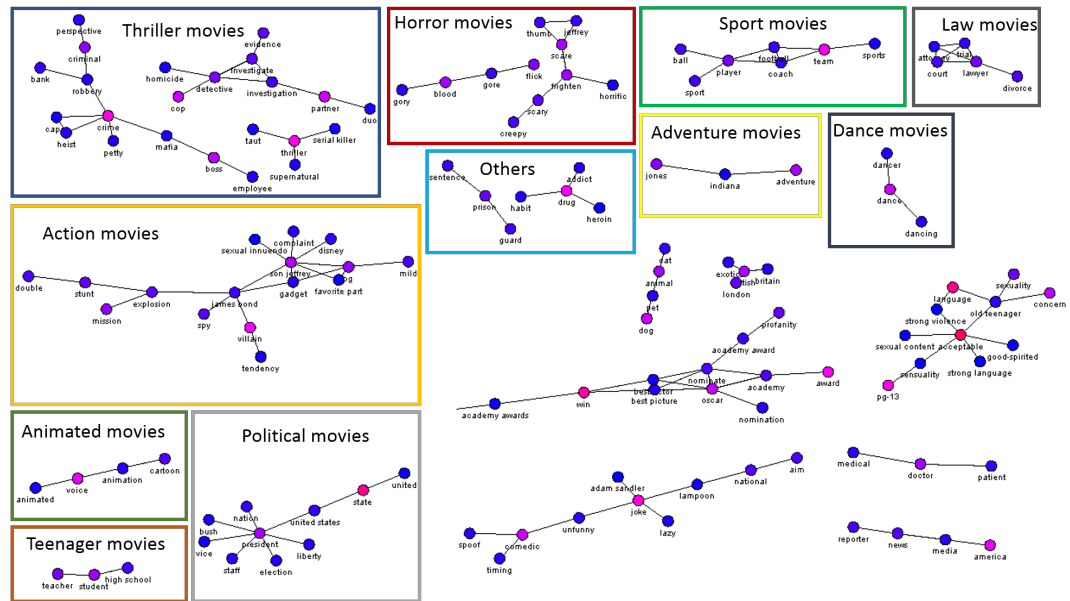 Thriller movies
perspective
criminal
bank
robbery
cap
crime
heist
petty
mafia
boss
employee
evidence
investigate
homicide
detective
investigation
cop
partner
duo
taut
serial killer
thriller
supernatural
Horror movies
thumb
jeffrey
scare
flick
gory
blood
gore
frighten
horrific
scary
creepy
Sport movies
ball
football
team
sports
player
coach
sport
Law movies
attorney
trial
court
lawyer
divorce
Others
sentence
prison
guard
addict
habit
drug
heroin
Adventure movies
jones
indiana
adventure
Dance movies
dancer
dance
dancing
Action movies
sexual innuendo
complaint
disney
son jeffrey
pg
mild
double
stunt
explosion
james bond
gadget
favorite part
mission
spy
villain
tendency
cat
animal
pet
dog
exotic
british
britain
london
profanity
academy award
nominate
academy
award
best actor
best picture
oscar
win
academy awards
nomination
language
sexuality
concern
old teenager
strong violence
sexual content
acceptable
good-spirited
sensuality
strong language
pg-13
Animated movies
cartoon
voice
animation
animated
Teenager movies
teacher
student
high school
Political movies
united
state
nation
united states
bush
vice
president
liberty
staff
election
aim
adam sandler
national
lampoon
joke
unfunny
lazy
spoof
comedic
timing
medical
doctor
patient
reporter
news
media
america